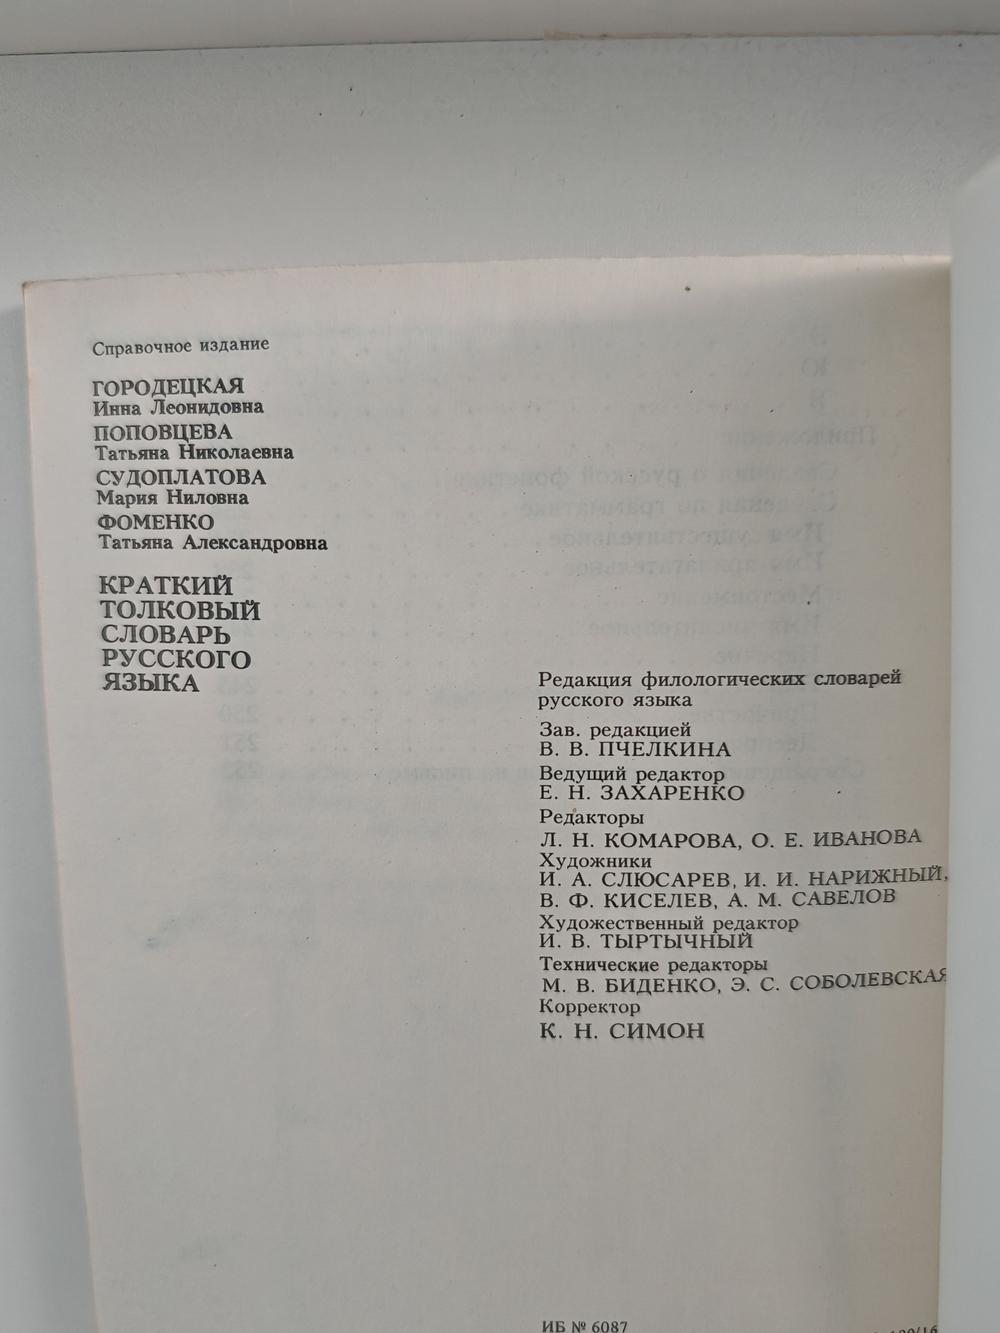 Справочное издание
ГОРОДЕЦКАЯ
Инна Леонидовна
ПОПОВЦЕВА
Татьяна Николаевна
СУДОПЛАТОВА
Мария Ниловна
ФОМЕНКО
Татьяна Александровна
КРАТКИЙ
ТОЛКОВЫЙ
СЛОВАРЬ
РУССКОГО
ЯЗЫКА
Редакция филологических словарей
русского языка
Зав. редакцией
В. В. ПЧЕЛКИНА
Ведущий редактор
Е. Н. ЗАХАРЕНКО
Редакторы
Л. Н. КОМАРОВА, О. Е. ИВАНОВА
Художники
И. А. СЛЮСАРЕВ, И. И. НАРИЖНЫЙ,
В. Ф. КИСЕЛЕВ, А. М. САВЕЛОВ
Художественный редактор
И. В. ТЫРТЫЧНЫЙ
Технические редакторы
М. В. БИДЕНКО, Э. С. СОБОЛЕВСКАЯ
Корректор
К. Н. СИМОН
ИБ № 6087